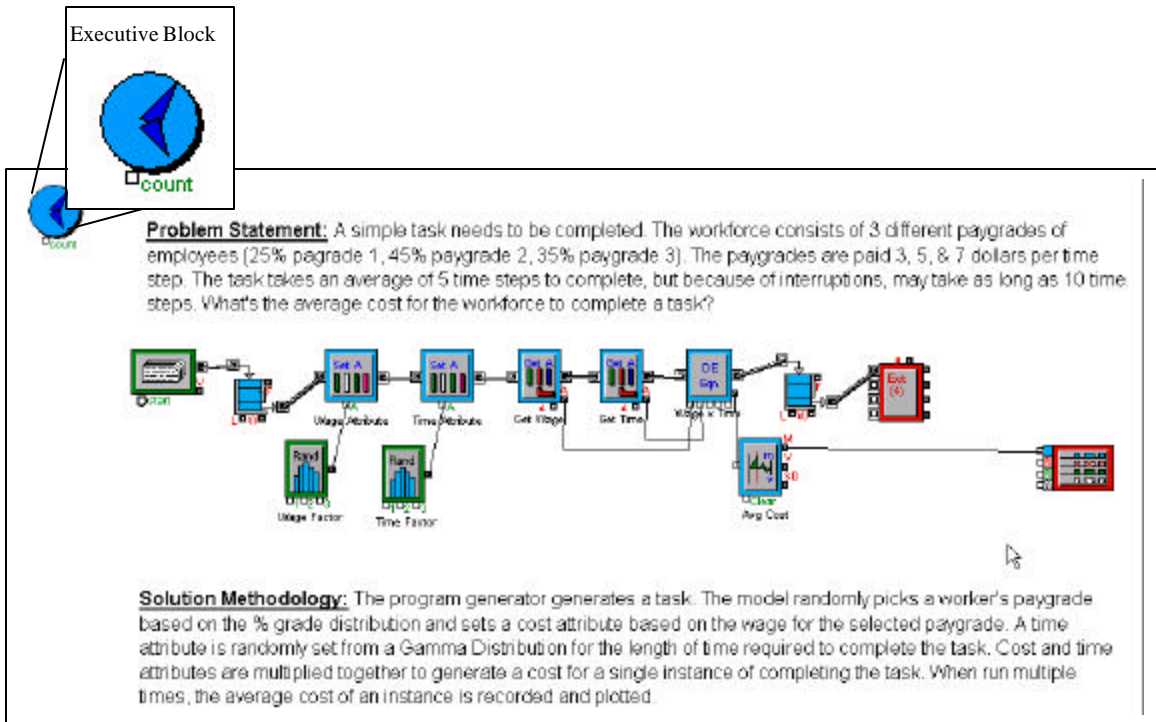 Executive Block
count
count
Problem Statement: A simple task needs to be completed. The workforce consists of 3 different paygrades of
employees (25% pagrade 1, 45% paygrade 2, 35% paygrade 3). The paygrades are paid 3, 5, & 7 dollars per time
step. The task takes an average of 5 time steps to complete, but because of interruptions, may take as long as 10 time
steps. What's the average cost for the workforce to complete a task?
start
Set A
Set A
Get A
Get A
DE
Eqn
Exit
(4)
L W F
A
A
Δ A
Δ A
L W F
Wage Attribute
Time Attribute
Get Wage
Get Time
Wage x Time
Rand
Rand
1 2 3
1 2 3
Wage Factor
Time Factor
M
V
SD
Clear
Avg Cost
Solution Methodology: The program generator generates a task. The model randomly picks a worker's paygrade
based on the % grade distribution and sets a cost attribute based on the wage for the selected paygrade. A time
attribute is randomly set from a Gamma Distribution for the length of time required to complete the task. Cost and time
attributes are multiplied together to generate a cost for a single instance of completing the task. When run multiple
times, the average cost of an instance is recorded and plotted.